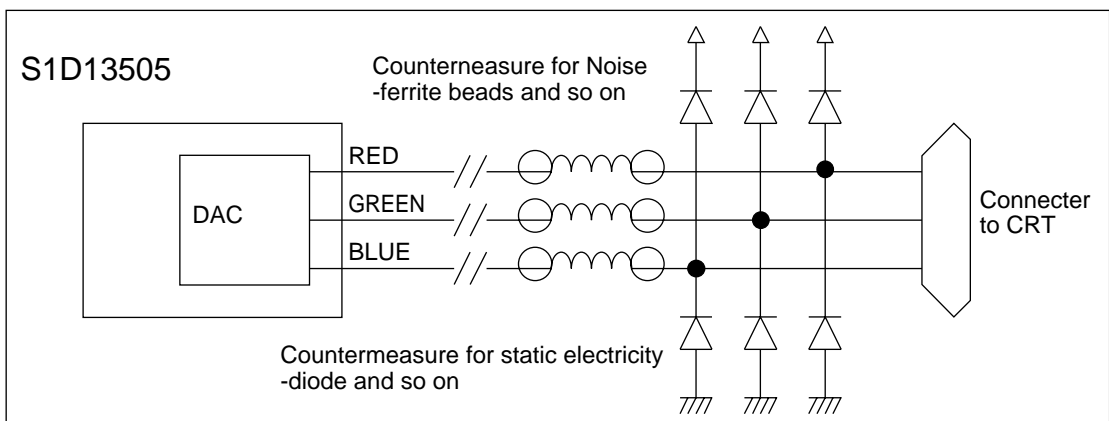 S1D13505
Counterneasure for Noise
-ferrite beads and so on
RED
GREEN
BLUE
DAC
Connecter
to CRT
Countermeasure for static electricity
-diode and so on